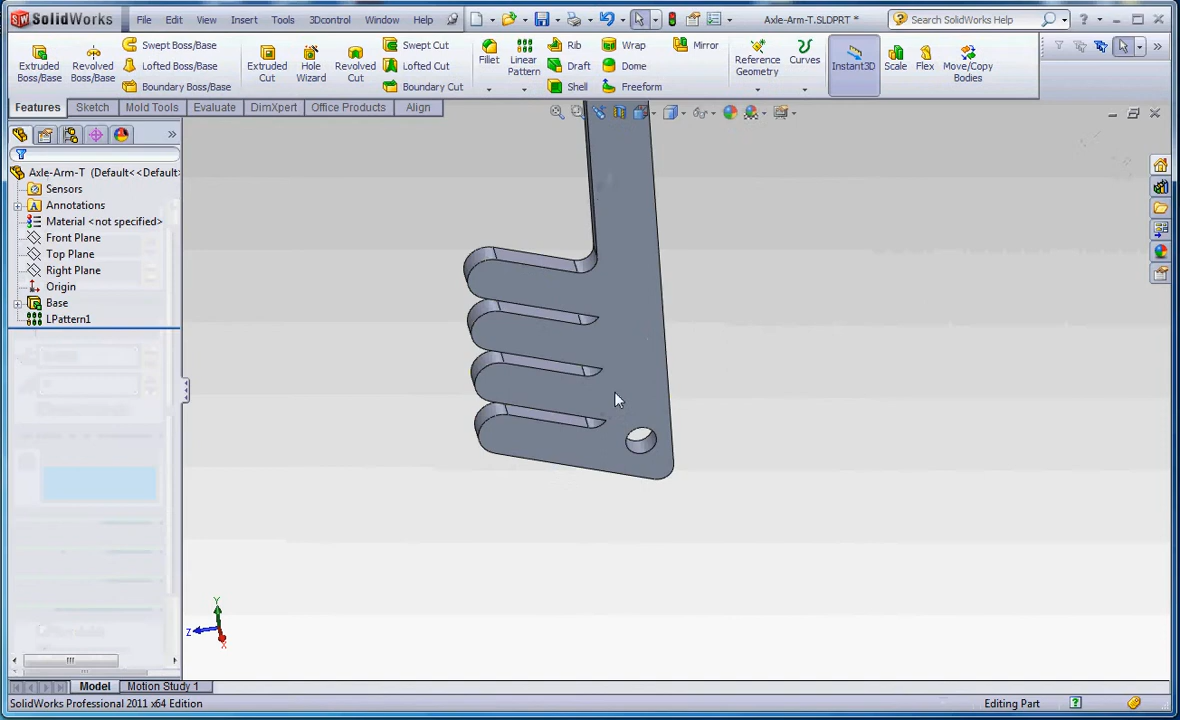 SolidWorks File Edit View Insert Tools 3Dcontrol Window Help Axle-Arm-T.SLDPRT * Search SolidWorks Help
Extruded Boss/Base
Revolved Boss/Base
Swept Boss/Base
Lofted Boss/Base
Boundary Boss/Base
Extruded Cut
Hole Wizard
Revolved Cut
Swept Cut
Lofted Cut
Boundary Cut
Fillet
Linear Pattern
Rib
Draft
Shell
Wrap
Dome
Freeform
Mirror
Reference Geometry
Curves
Instant3D
Scale
Flex
Move/Copy Bodies
Features Sketch Mold Tools Evaluate DimXpert Office Products Align
Axle-Arm-T (Default<<Default>
Sensors
Annotations
Material <not specified>
Front Plane
Top Plane
Right Plane
Origin
Base
LPattern1
Y
Z
X
Model Motion Study 1
SolidWorks Professional 2011 x64 Edition Editing Part